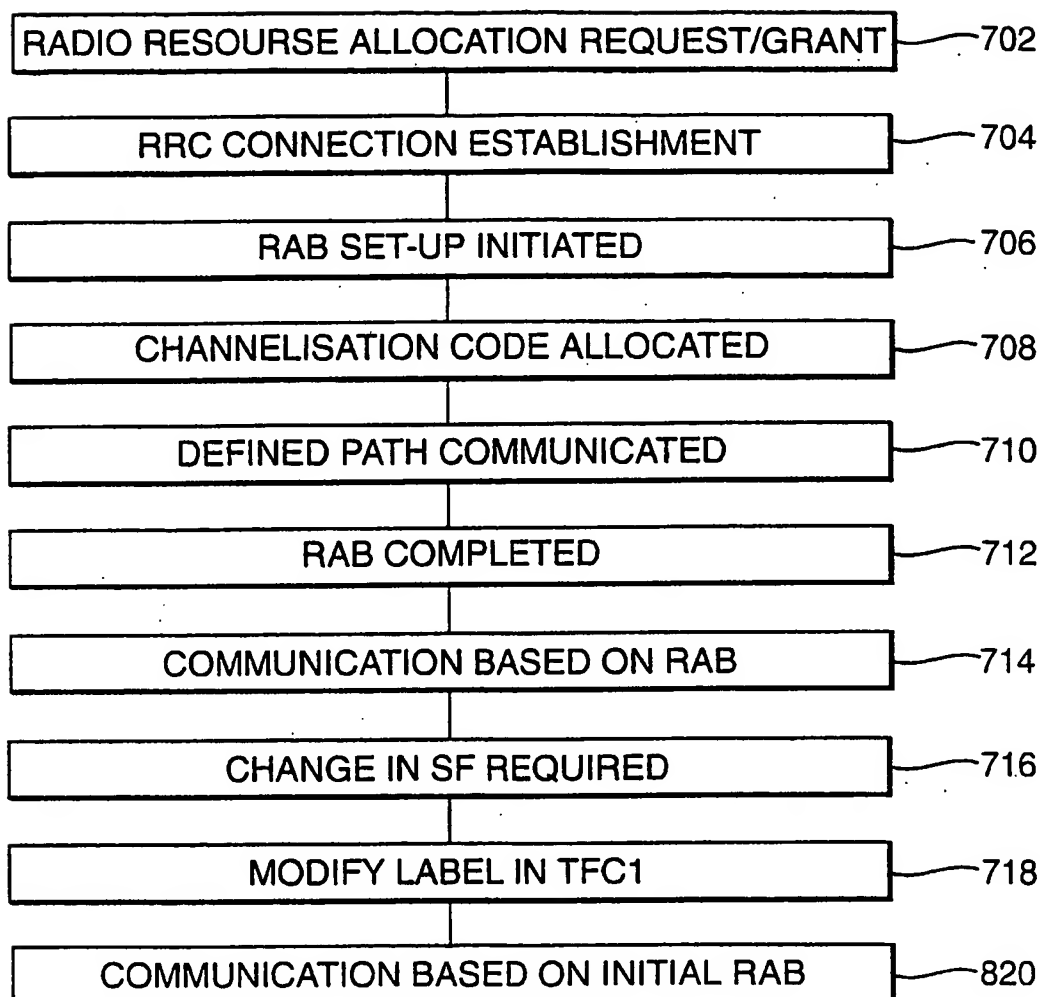 RADIO RESOURSE ALLOCATION REQUEST/GRANT 702
RRC CONNECTION ESTABLISHMENT 704
RAB SET-UP INITIATED 706
CHANNELISATION CODE ALLOCATED 708
DEFINED PATH COMMUNICATED 710
RAB COMPLETED 712
COMMUNICATION BASED ON RAB 714
CHANGE IN SF REQUIRED 716
MODIFY LABEL IN TFC1 718
COMMUNICATION BASED ON INITIAL RAB 820